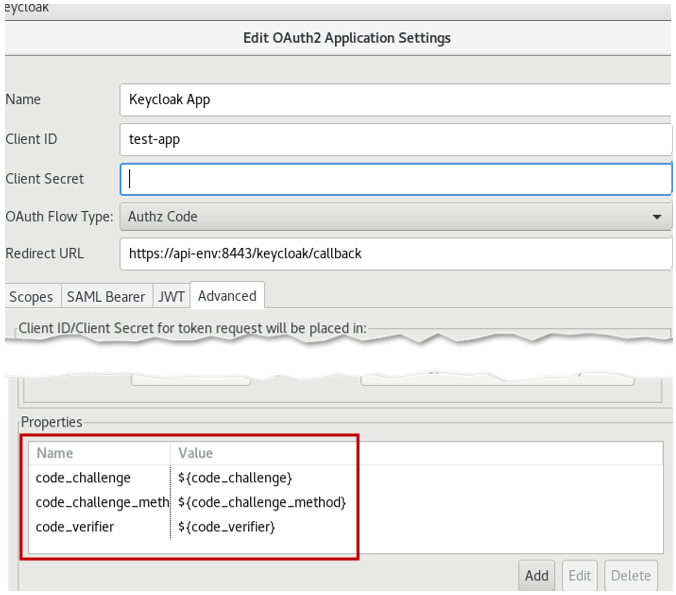 eycloak
Edit OAuth2 Application Settings
Name
Keycloak App
Client ID
test-app
Client Secret
OAuth Flow Type:
Authz Code
Redirect URL
https://api-env:8443/keycloak/callback
Scopes SAML Bearer JWT Advanced
Client ID/Client Secret for token request will be placed in:
Properties
Name Value
code_challenge ${code_challenge}
code_challenge_meth ${code_challenge_method}
code_verifier ${code_verifier}
Add Edit Delete